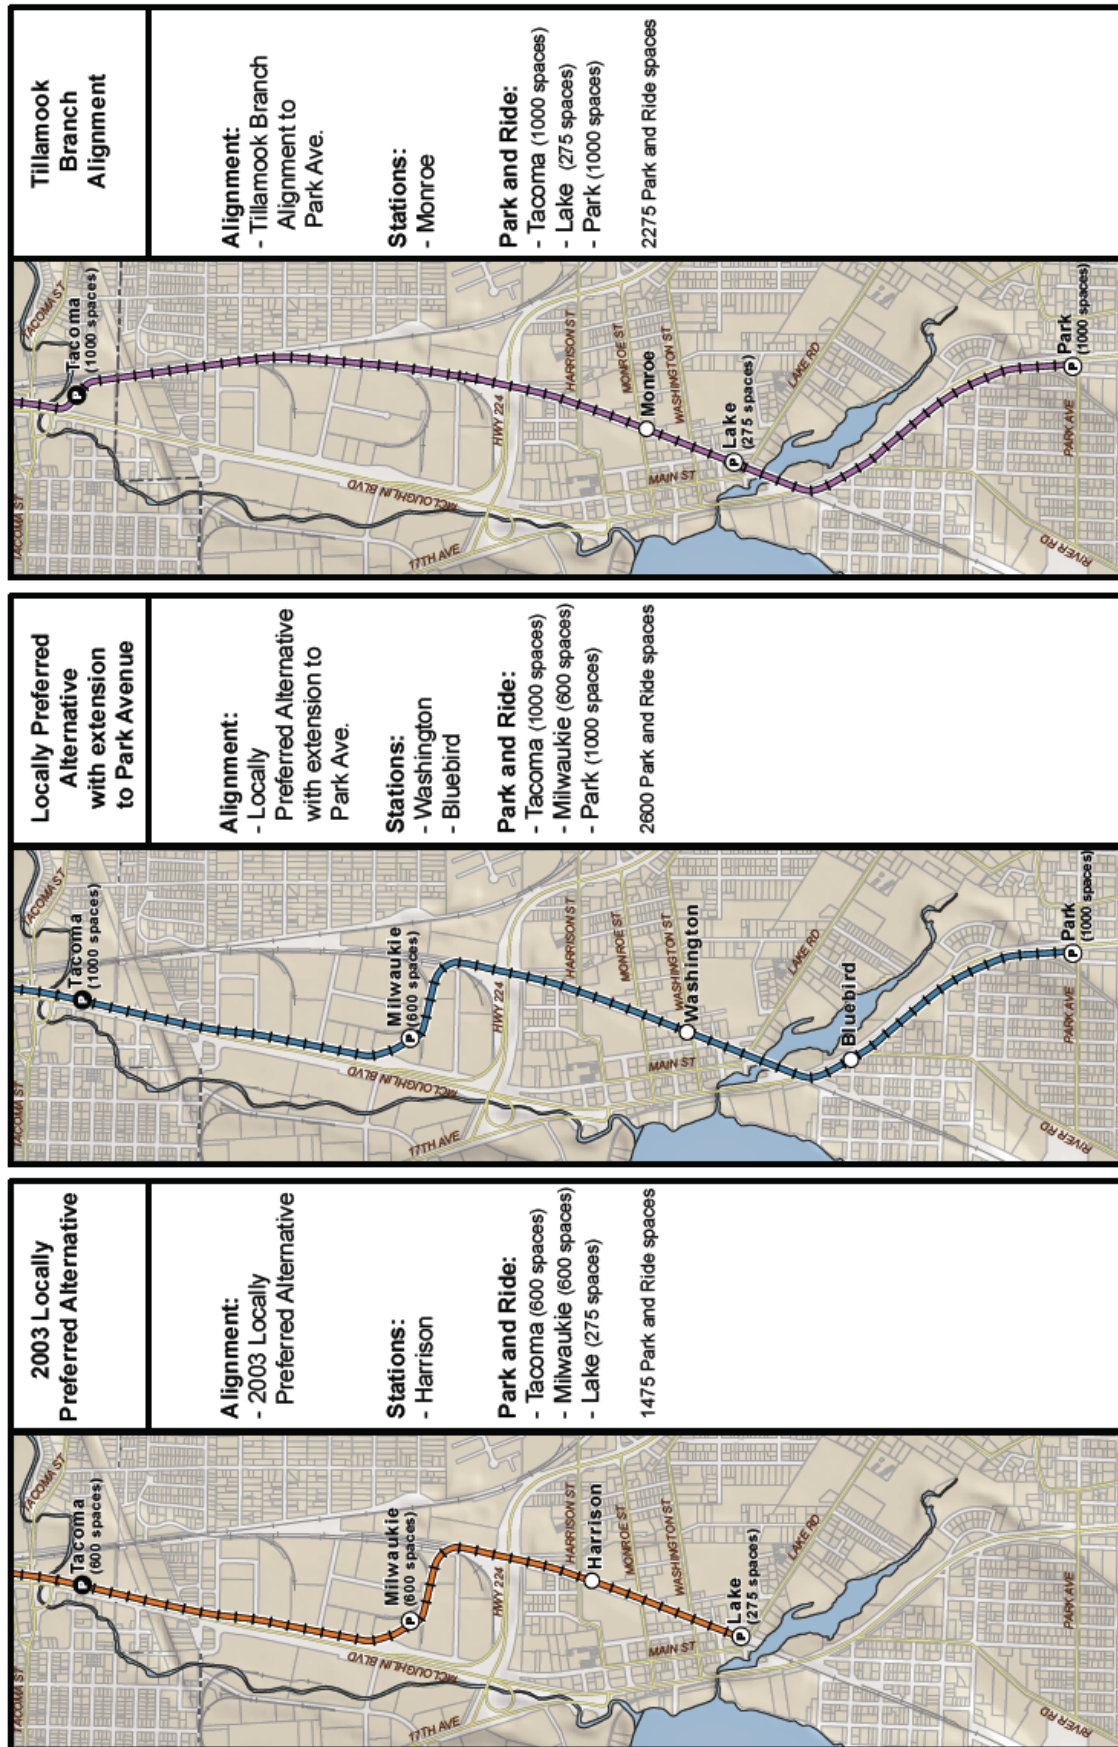 2003 Locally
Preferred Alternative
Alignment:
- 2003 Locally
Preferred Alternative
Stations:
- Harrison
Park and Ride:
- Tacoma (600 spaces)
- Milwaukie (600 spaces)
- Lake (275 spaces)
1475 Park and Ride spaces
TACOMA ST
TACOMA ST
Tacoma
(600 spaces)
P
MCLOUGHLIN BLVD
Milwaukie
(600 spaces)
P
17TH AVE
HWY 224
HARRISON ST
Harrison
MONROE ST
WASHINGTON ST
MAIN ST
Lake
(275 spaces)
P
LAKE RD
RIVER RD
PARK AVE
Locally Preferred
Alternative
with extension
to Park Avenue
Alignment:
- Locally
Preferred Alternative
with extension to
Park Ave.
Stations:
- Washington
- Bluebird
Park and Ride:
- Tacoma (1000 spaces)
- Milwaukie (600 spaces)
- Park (1000 spaces)
2600 Park and Ride spaces
TACOMA ST
TACOMA ST
Tacoma
(1000 spaces)
P
MCLOUGHLIN BLVD
Milwaukie
(600 spaces)
P
17TH AVE
HWY 224
HARRISON ST
MONROE ST
WASHINGTON ST
Washington
MAIN ST
LAKE RD
Bluebird
RIVER RD
PARK AVE
Park
(1000 spaces)
P
Tillamook
Branch
Alignment
Alignment:
- Tillamook Branch
Alignment to
Park Ave.
Stations:
- Monroe
Park and Ride:
- Tacoma (1000 spaces)
- Lake (275 spaces)
- Park (1000 spaces)
2275 Park and Ride spaces
TACOMA ST
TACOMA ST
Tacoma
(1000 spaces)
P
MCLOUGHLIN BLVD
17TH AVE
HWY 224
HARRISON ST
MONROE ST
Monroe
WASHINGTON ST
MAIN ST
Lake
(275 spaces)
P
LAKE RD
RIVER RD
PARK AVE
Park
(1000 spaces)
P